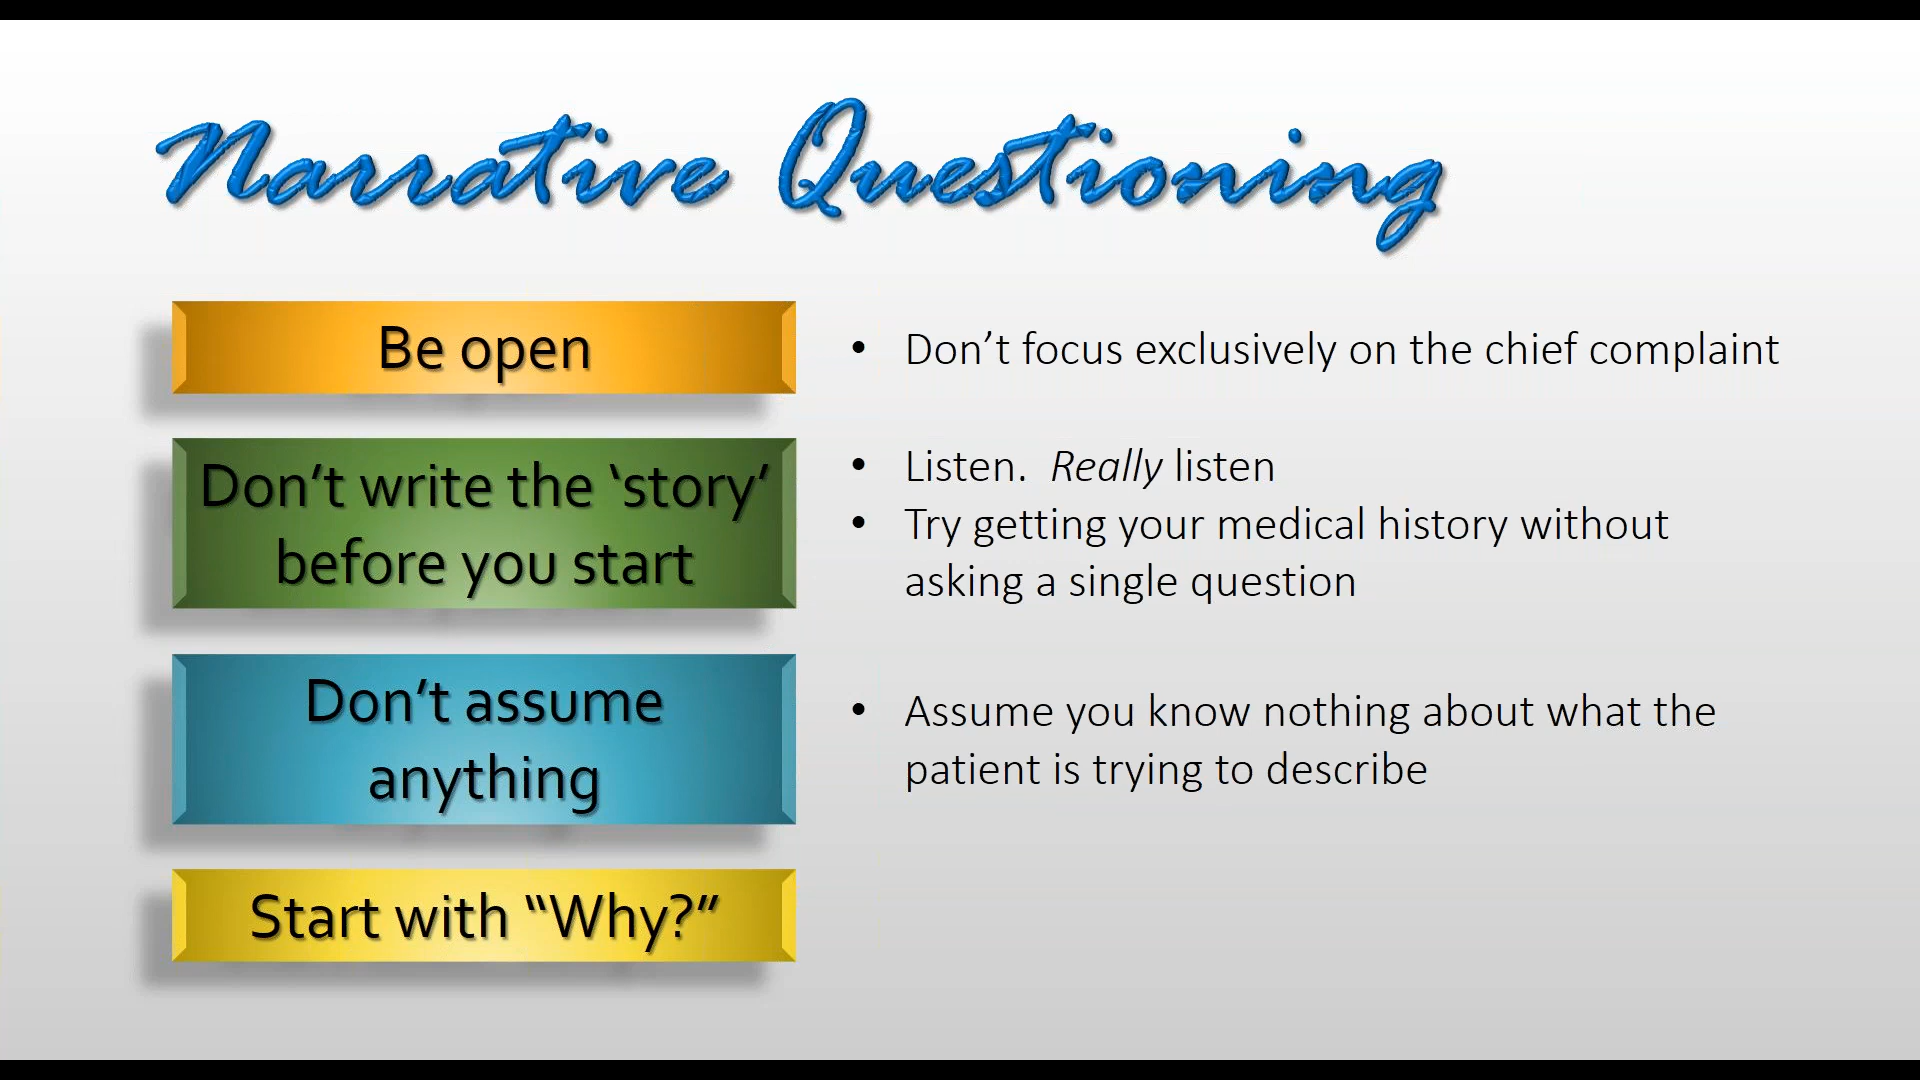 Narrative Questioning
Be open
• Don’t focus exclusively on the chief complaint
Don’t write the ‘story’
before you start
• Listen.  Really listen
• Try getting your medical history without
asking a single question
Don’t assume
anything
• Assume you know nothing about what the
patient is trying to describe
Start with “Why?”